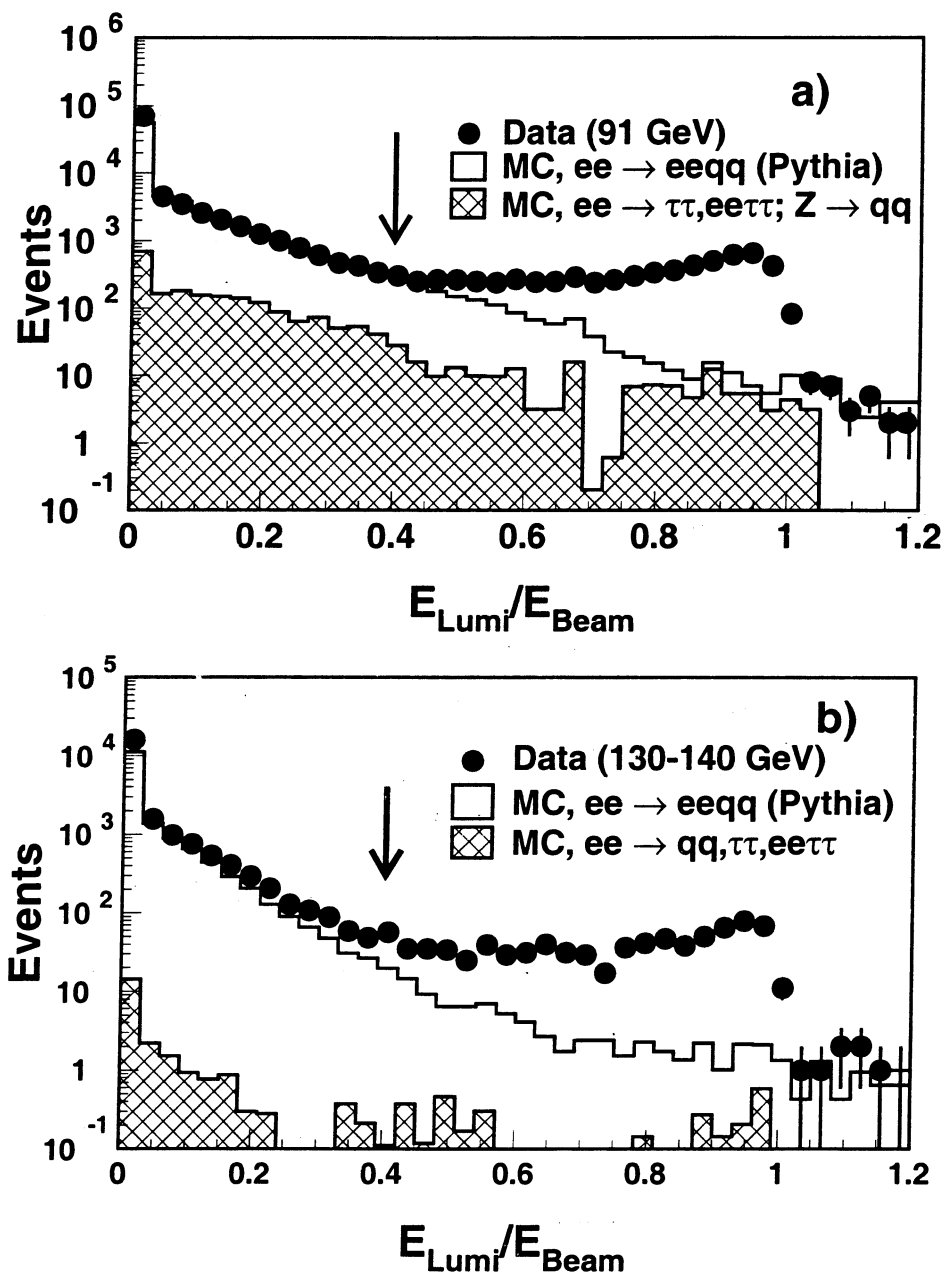 a)
Data (91 GeV)
MC, ee → eeqq (Pythia)
MC, ee → ττ,eeττ; Z → qq
Events
10^6
10^5
10^4
10^3
10^2
10
1
10^-1
0 0.2 0.4 0.6 0.8 1 1.2
E_Lumi/E_Beam
b)
Data (130-140 GeV)
MC, ee → eeqq (Pythia)
MC, ee → qq,ττ,eeττ
Events
10^5
10^4
10^3
10^2
10
1
10^-1
0 0.2 0.4 0.6 0.8 1 1.2
E_Lumi/E_Beam